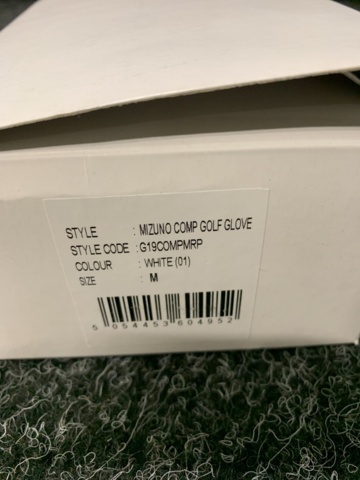 STYLE : MIZUNO COMP GOLF GLOVE
STYLE CODE : G19COMPMRP
COLOUR : WHITE (01)
SIZE : M
5 054453 604952